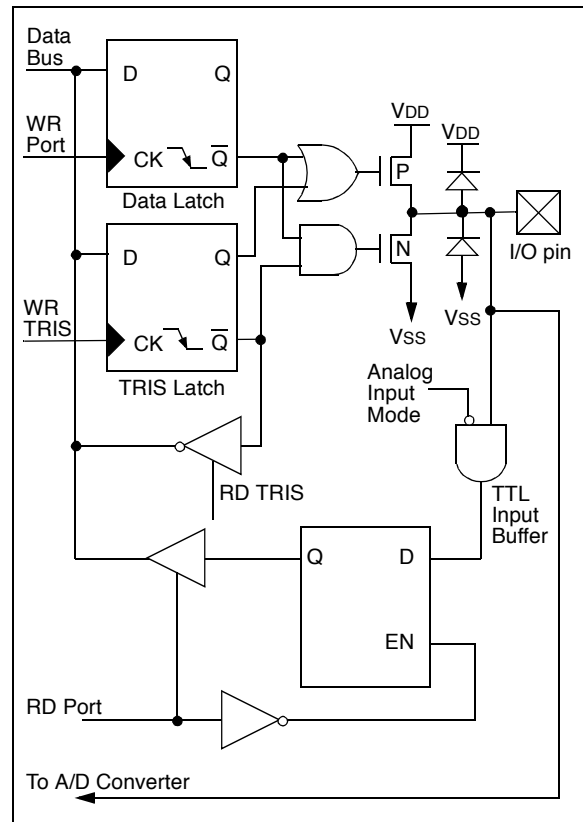 Data
Bus
D
Q
WR
Port
CK
Q̅
Data Latch
VDD
VDD
P
D
Q
N
I/O pin
WR
TRIS
CK
Q̅
VSS
VSS
TRIS Latch
Analog
Input
Mode
RD TRIS
TTL
Input
Buffer
Q
D
EN
RD Port
To A/D Converter